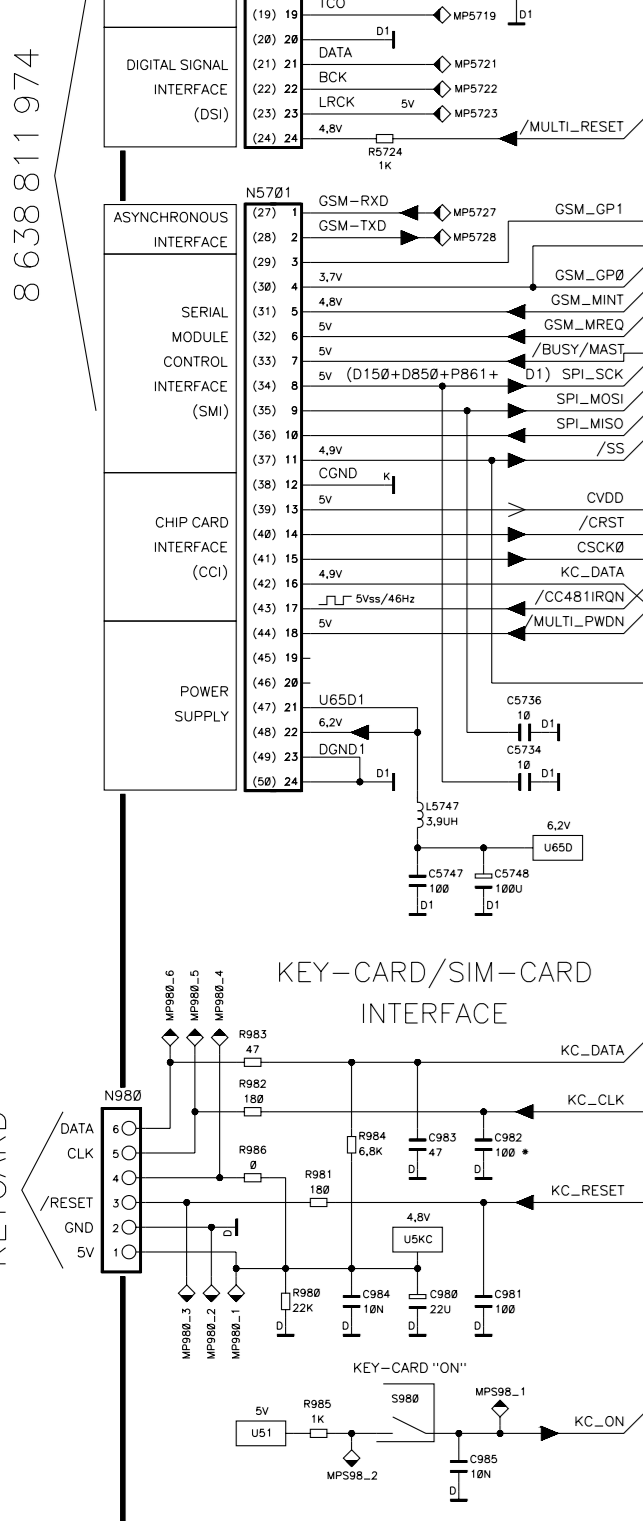 TCO
(19) 19 MP5719 D1
(20) 20 D1
DIGITAL SIGNAL
INTERFACE
(DSI)
DATA
(21) 21 MP5721
BCK
(22) 22 MP5722
LRCK 5V
(23) 23 MP5723
4,8V /MULTI_RESET
(24) 24
R5724
1K
8 638 811 974
N5701
ASYNCHRONOUS
INTERFACE
GSM-RXD
(27) 1 MP5727
GSM-TXD
(28) 2 MP5728
GSM_GP1
(29) 3
3,7V GSM_GPØ
(30) 4
SERIAL
MODULE
CONTROL
INTERFACE
(SMI)
4,8V GSM_MINT
(31) 5
5V GSM_MREQ
(32) 6
5V /BUSY/MAST
(33) 7
5V (D150+D850+P861+ D1) SPI_SCK
(34) 8
SPI_MOSI
(35) 9
SPI_MISO
(36) 10
4,9V /SS
(37) 11
CGND K
(38) 12
CHIP CARD
INTERFACE
(CCI)
5V CVDD
(39) 13
/CRST
(40) 14
CSCKØ
(41) 15
4,9V KC_DATA
(42) 16
5Vss/46Hz /CC481IRQN
(43) 17
5V /MULTI_PWDN
(44) 18
POWER
SUPPLY
(45) 19
(46) 20
U65D1
(47) 21
6,2V
(48) 22
DGND1
(49) 23
(50) 24 D1
C5736
10 D1
C5734
10 D1
L5747
3,9UH
6,2V
U65D
C5747
100
D1
C5748
100U
D1
KEY-CARD/SIM-CARD
INTERFACE
MP980_6
MP980_5
MP980_4
R983
47
KC_DATA
R982
180
KC_CLK
N980
DATA 6
CLK 5
4
/RESET 3
GND 2
5V 1
R986
0
R984
6,8K
C983
47
D
C982
100 *
D
R981
180
KC_RESET
D
4,8V
U5KC
MP980_3
MP980_2
MP980_1
R980
22K
D
C984
10N
D
C980
22U
D
C981
100
D
KEY-CARD "ON"
S980
5V
U51
R985
1K
MPS98_2
MPS98_1
KC_ON
C985
10N
D